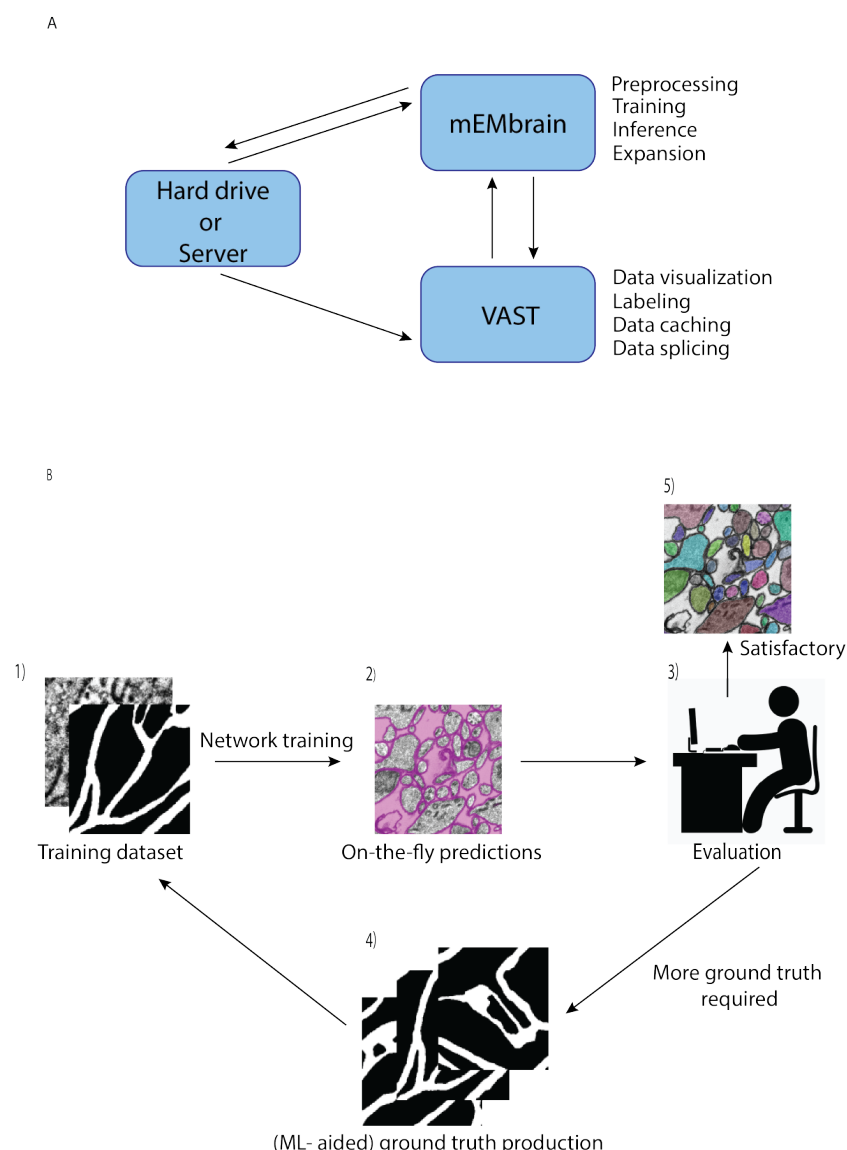 A
mEMbrain
Preprocessing
Training
Inference
Expansion
Hard drive
or
Server
VAST
Data visualization
Labeling
Data caching
Data splicing
B
5)
Satisfactory
1)
2)
3)
Network training
Training dataset
On-the-fly predictions
Evaluation
4)
More ground truth
required
(ML- aided) ground truth production